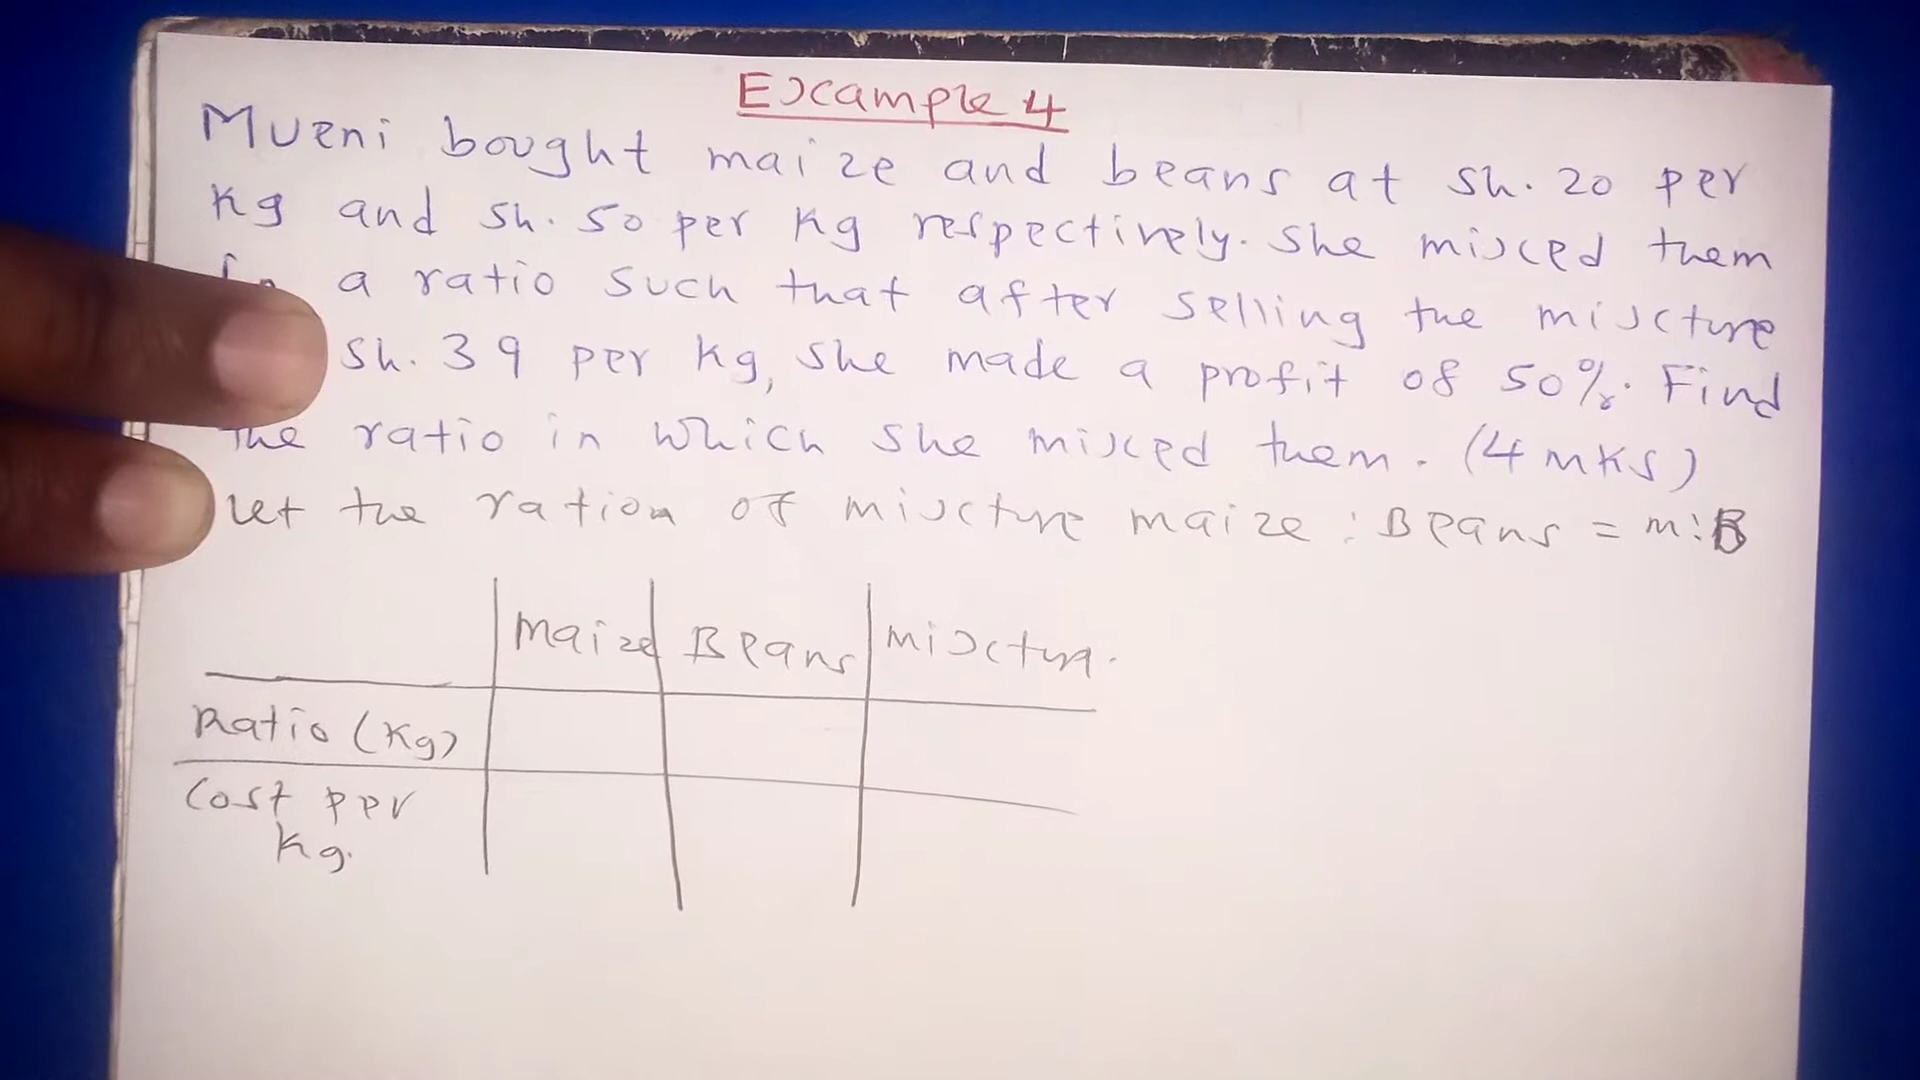 Example 4
Mueni bought maize and beans at sh. 20 per
kg and sh. 50 per kg respectively. She mixed them
a ratio such that after selling the mixture
sh. 39 per kg, she made a profit of 50%. Find
the ratio in which she mixed them. (4 mks)
let the ration of mixture maize : Beans = m:B
maize Beans mixture.
Ratio (kg)
Cost per
kg.